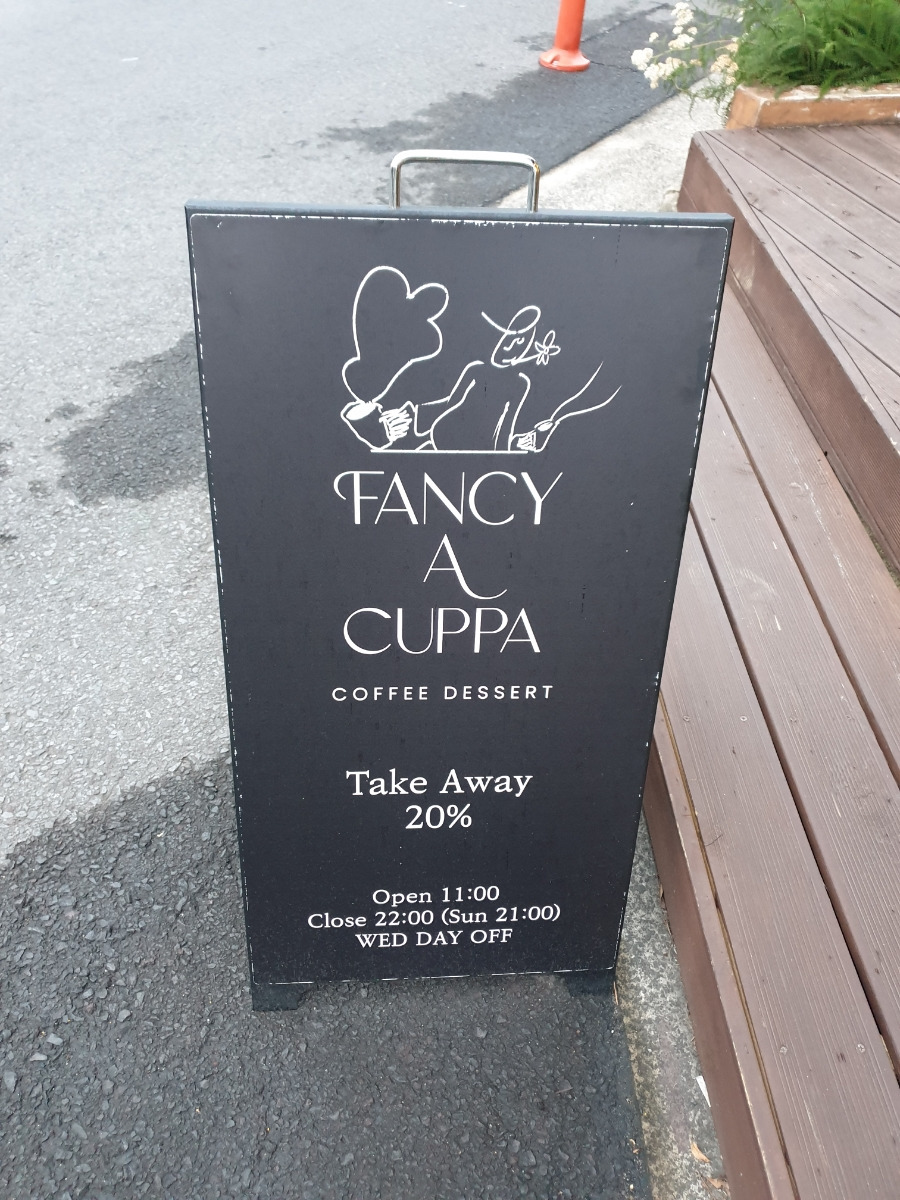 FANCY
A
CUPPA
COFFEE DESSERT
Take Away
20%
Open 11:00
Close 22:00 (Sun 21:00)
WED DAY OFF